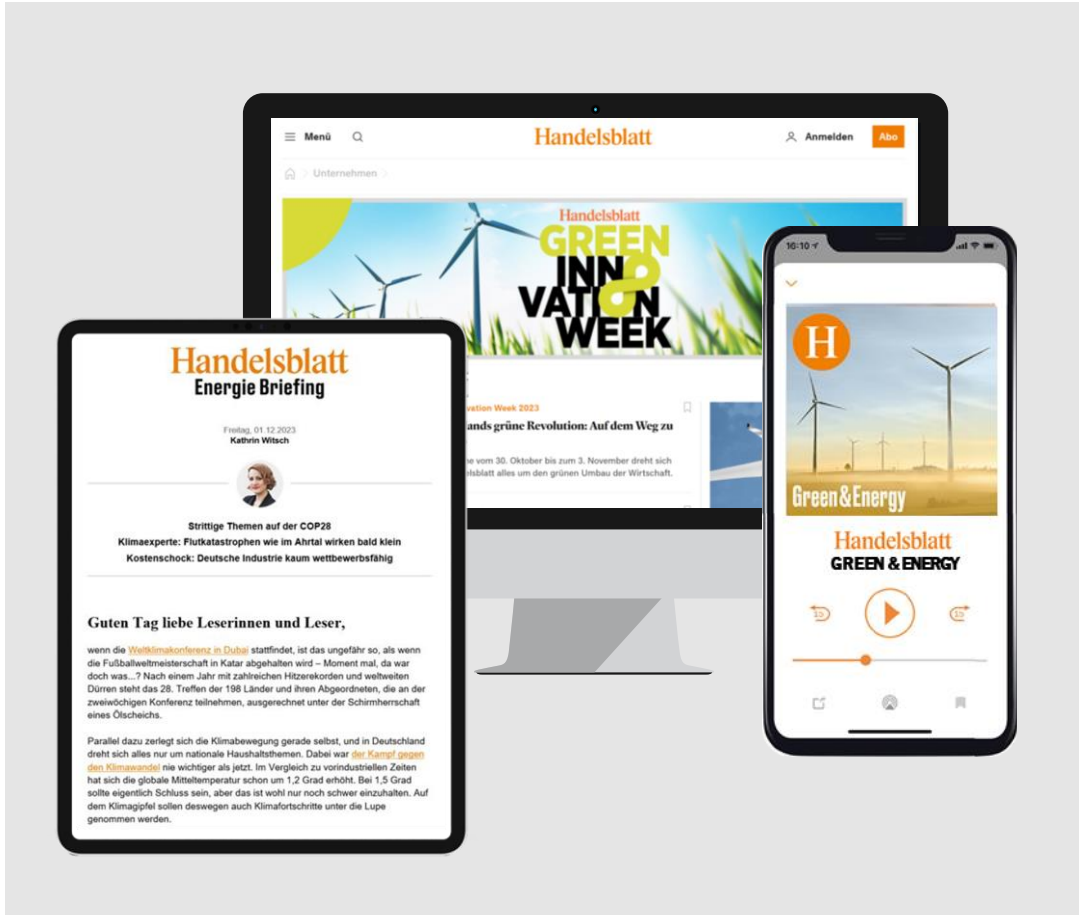 Menü
Handelsblatt
Anmelden
Abo
Unternehmen
Handelsblatt
GREEN
INNOVATION
WEEK
vation Week 2023
ands grüne Revolution: Auf dem Weg zu
ne vom 30. Oktober bis zum 3. November dreht sich
elsblatt alles um den grünen Umbau der Wirtschaft.
Handelsblatt
Energie Briefing
Freitag, 01.12.2023
Kathrin Witsch
Strittige Themen auf der COP28
Klimaexperte: Flutkatastrophen wie im Ahrtal wirken bald klein
Kostenschock: Deutsche Industrie kaum wettbewerbsfähig
Guten Tag liebe Leserinnen und Leser,
wenn die Weltklimakonferenz in Dubai stattfindet, ist das ungefähr so, als wenn
die Fußballweltmeisterschaft in Katar abgehalten wird – Moment mal, da war
doch was...? Nach einem Jahr mit zahlreichen Hitzerekorden und weltweiten
Dürren steht das 28. Treffen der 198 Länder und ihren Abgeordneten, die an der
zweiwöchigen Konferenz teilnehmen, ausgerechnet unter der Schirmherrschaft
eines Ölscheichs.
Parallel dazu zerlegt sich die Klimabewegung gerade selbst, und in Deutschland
dreht sich alles nur um nationale Haushaltsthemen. Dabei war der Kampf gegen
den Klimawandel nie wichtiger als jetzt. Im Vergleich zu vorindustriellen Zeiten
hat sich die globale Mitteltemperatur schon um 1,2 Grad erhöht. Bei 1,5 Grad
sollte eigentlich Schluss sein, aber das ist wohl nur noch schwer einzuhalten. Auf
dem Klimagipfel sollen deswegen auch Klimafortschritte unter die Lupe
genommen werden.
16:10
H
Green & Energy
Handelsblatt
GREEN & ENERGY
15
15